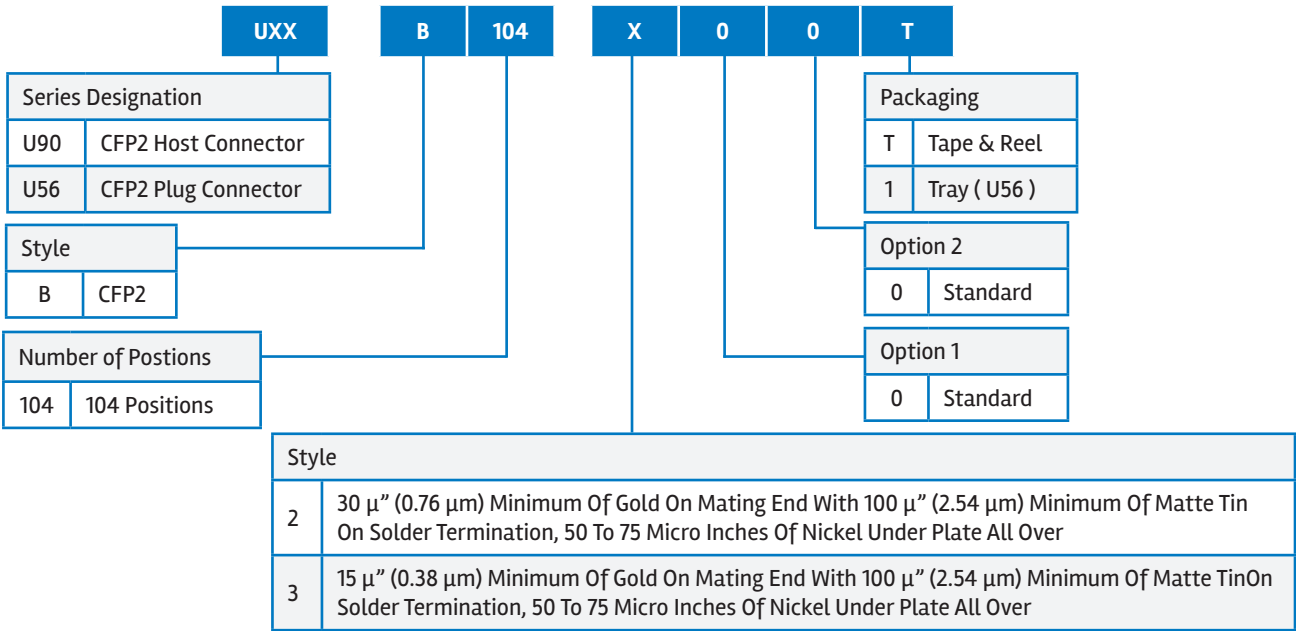 UXX B 104 X 0 0 T
Series Designation
U90 CFP2 Host Connector
U56 CFP2 Plug Connector
Style
B CFP2
Number of Postions
104 104 Positions
Packaging
T Tape & Reel
1 Tray ( U56 )
Option 2
0 Standard
Option 1
0 Standard
Style
2 30 µ” (0.76 µm) Minimum Of Gold On Mating End With 100 µ” (2.54 µm) Minimum Of Matte Tin
On Solder Termination, 50 To 75 Micro Inches Of Nickel Under Plate All Over
3 15 µ” (0.38 µm) Minimum Of Gold On Mating End With 100 µ” (2.54 µm) Minimum Of Matte TinOn
Solder Termination, 50 To 75 Micro Inches Of Nickel Under Plate All Over